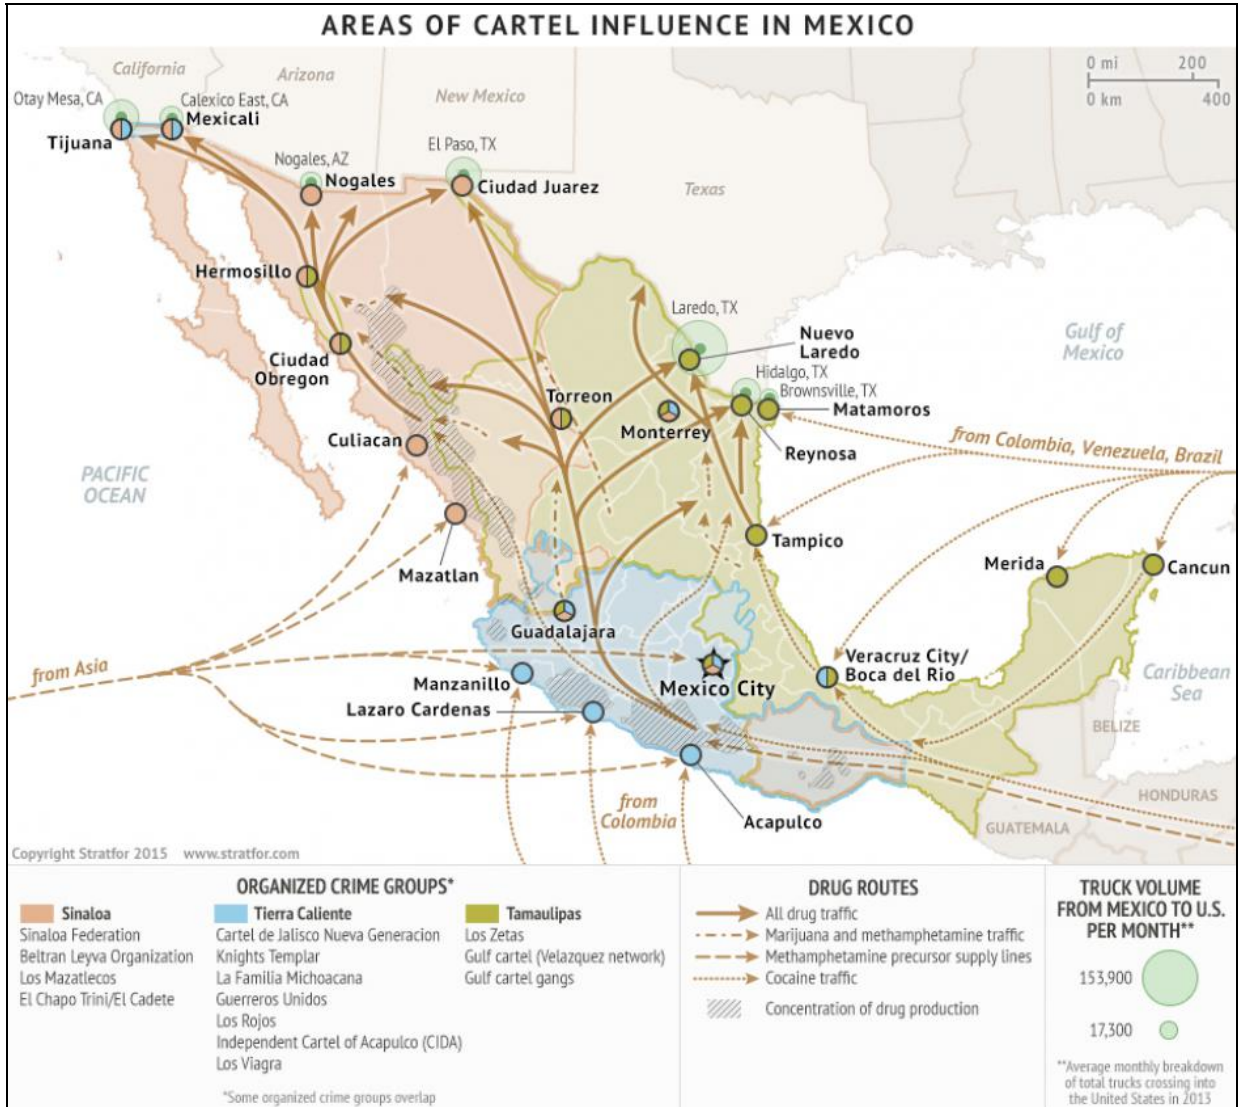 AREAS OF CARTEL INFLUENCE IN MEXICO
California
Arizona
New Mexico
Texas
0 mi 200
0 km 400
Otay Mesa, CA
Calexico East, CA
Mexicali
Tijuana
Nogales, AZ
Nogales
El Paso, TX
Ciudad Juarez
Hermosillo
Ciudad
Obregon
Laredo, TX
Nuevo
Laredo
Gulf of
Mexico
Hidalgo, TX
Brownsville, TX
Matamoros
Torreon
Monterrey
Reynosa
Culiacan
from Colombia, Venezuela, Brazil
PACIFIC
OCEAN
Tampico
Mazatlan
Merida
Cancun
Guadalajara
from Asia
Manzanillo
Mexico City
Veracruz City/
Boca del Rio
Caribbean
Sea
Lazaro Cardenas
BELIZE
from
Colombia
Acapulco
HONDURAS
GUATEMALA
Copyright Stratfor 2015 www.stratfor.com
ORGANIZED CRIME GROUPS*
Sinaloa
Sinaloa Federation
Beltran Leyva Organization
Los Mazatlecos
El Chapo Trini/El Cadete
Tierra Caliente
Cartel de Jalisco Nueva Generacion
Knights Templar
La Familia Michoacana
Guerreros Unidos
Los Rojos
Independent Cartel of Acapulco (CIDA)
Los Viagra
Tamaulipas
Los Zetas
Gulf cartel (Velazquez network)
Gulf cartel gangs
*Some organized crime groups overlap
DRUG ROUTES
All drug traffic
Marijuana and methamphetamine traffic
Methamphetamine precursor supply lines
Cocaine traffic
Concentration of drug production
TRUCK VOLUME
FROM MEXICO TO U.S.
PER MONTH**
153,900
17,300
**Average monthly breakdown
of total trucks crossing into
the United States in 2013